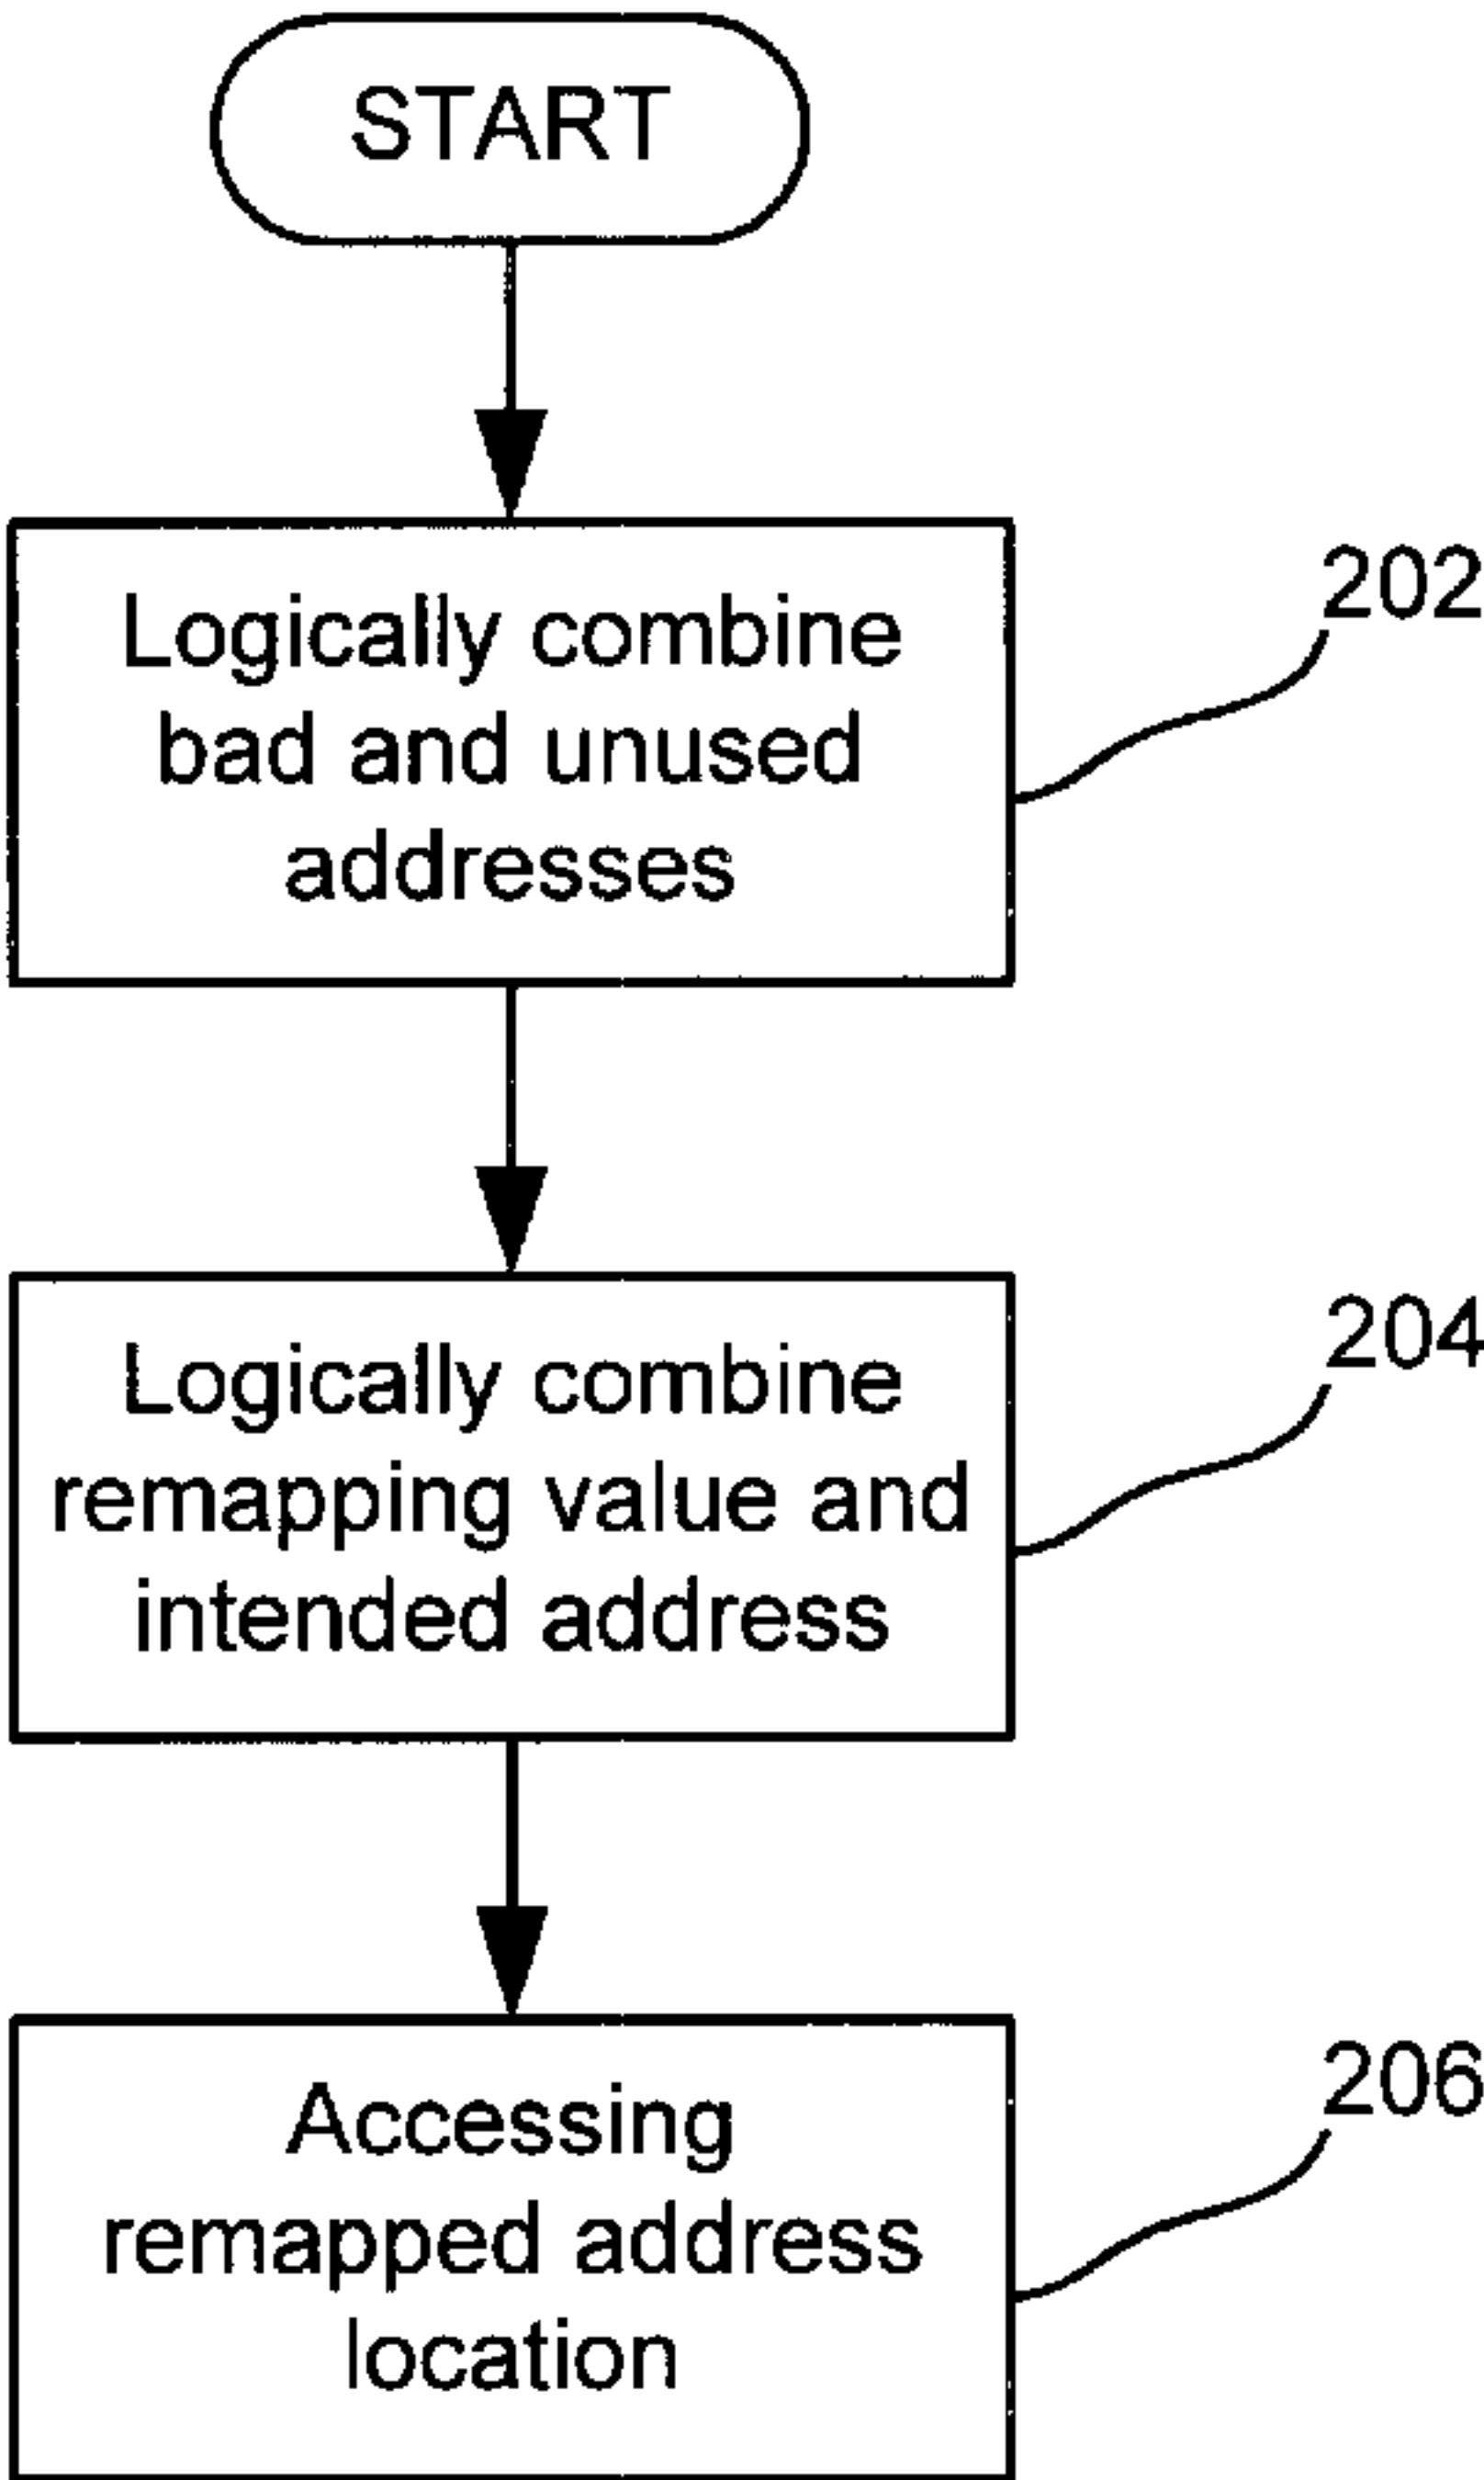 START
Logically combine
bad and unused
addresses
202
Logically combine
remapping value and
intended address
204
Accessing
remapped address
location
206